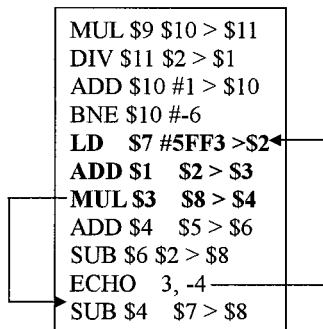 MUL $9 $10 > $11
DIV $11 $2 > $1
ADD $10 #1 > $10
BNE $10 #-6
LD $7 #5FF3 >$2
ADD $1 $2 > $3
MUL $3 $8 > $4
ADD $4 $5 > $6
SUB $6 $2 > $8
ECHO 3, -4
SUB $4 $7 > $8